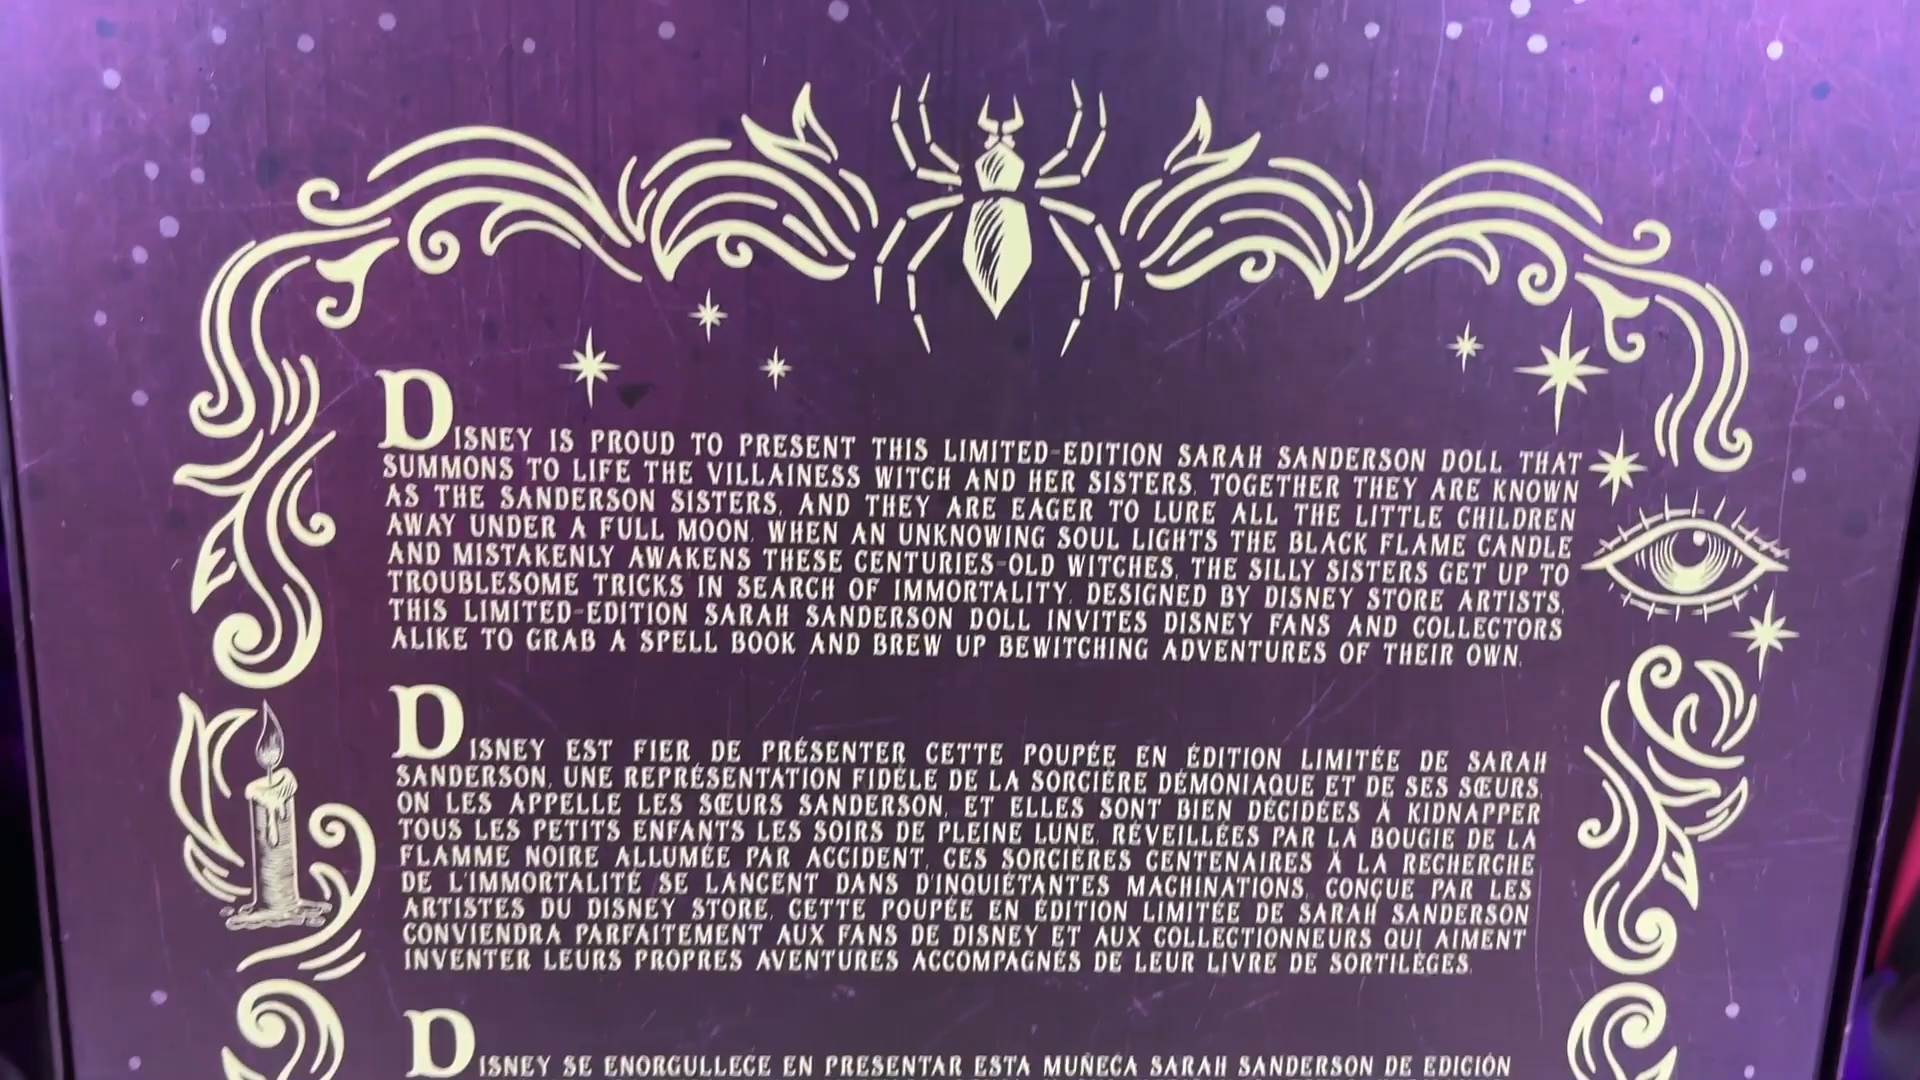 DISNEY IS PROUD TO PRESENT THIS LIMITED-EDITION SARAH SANDERSON DOLL THAT
SUMMONS TO LIFE THE VILLAINESS WITCH AND HER SISTERS. TOGETHER THEY ARE KNOWN
AS THE SANDERSON SISTERS, AND THEY ARE EAGER TO LURE ALL THE LITTLE CHILDREN
AWAY UNDER A FULL MOON. WHEN AN UNKNOWING SOUL LIGHTS THE BLACK FLAME CANDLE
AND MISTAKENLY AWAKENS THESE CENTURIES-OLD WITCHES, THE SILLY SISTERS GET UP TO
TROUBLESOME TRICKS IN SEARCH OF IMMORTALITY. DESIGNED BY DISNEY STORE ARTISTS,
THIS LIMITED-EDITION SARAH SANDERSON DOLL INVITES DISNEY FANS AND COLLECTORS
ALIKE TO GRAB A SPELL BOOK AND BREW UP BEWITCHING ADVENTURES OF THEIR OWN.
DISNEY EST FIER DE PRÉSENTER CETTE POUPÉE EN ÉDITION LIMITÉE DE SARAH
SANDERSON, UNE REPRÉSENTATION FIDÈLE DE LA SORCIÈRE DÉMONIAQUE ET DE SES SŒURS.
ON LES APPELLE LES SŒURS SANDERSON, ET ELLES SONT BIEN DÉCIDÉES À KIDNAPPER
TOUS LES PETITS ENFANTS LES SOIRS DE PLEINE LUNE. RÉVEILLÉES PAR LA BOUGIE DE LA
FLAMME NOIRE ALLUMÉE PAR ACCIDENT, CES SORCIÈRES CENTENAIRES À LA RECHERCHE
DE L'IMMORTALITÉ SE LANCENT DANS D'INQUIÉTANTES MACHINATIONS. CONÇUE PAR LES
ARTISTES DU DISNEY STORE, CETTE POUPÉE EN ÉDITION LIMITÉE DE SARAH SANDERSON
CONVIENDRA PARFAITEMENT AUX FANS DE DISNEY ET AUX COLLECTIONNEURS QUI AIMENT
INVENTER LEURS PROPRES AVENTURES ACCOMPAGNÉS DE LEUR LIVRE DE SORTILÈGES.
DISNEY SE ENORGULLECE EN PRESENTAR ESTA MUÑECA SARAH SANDERSON DE EDICIÓN